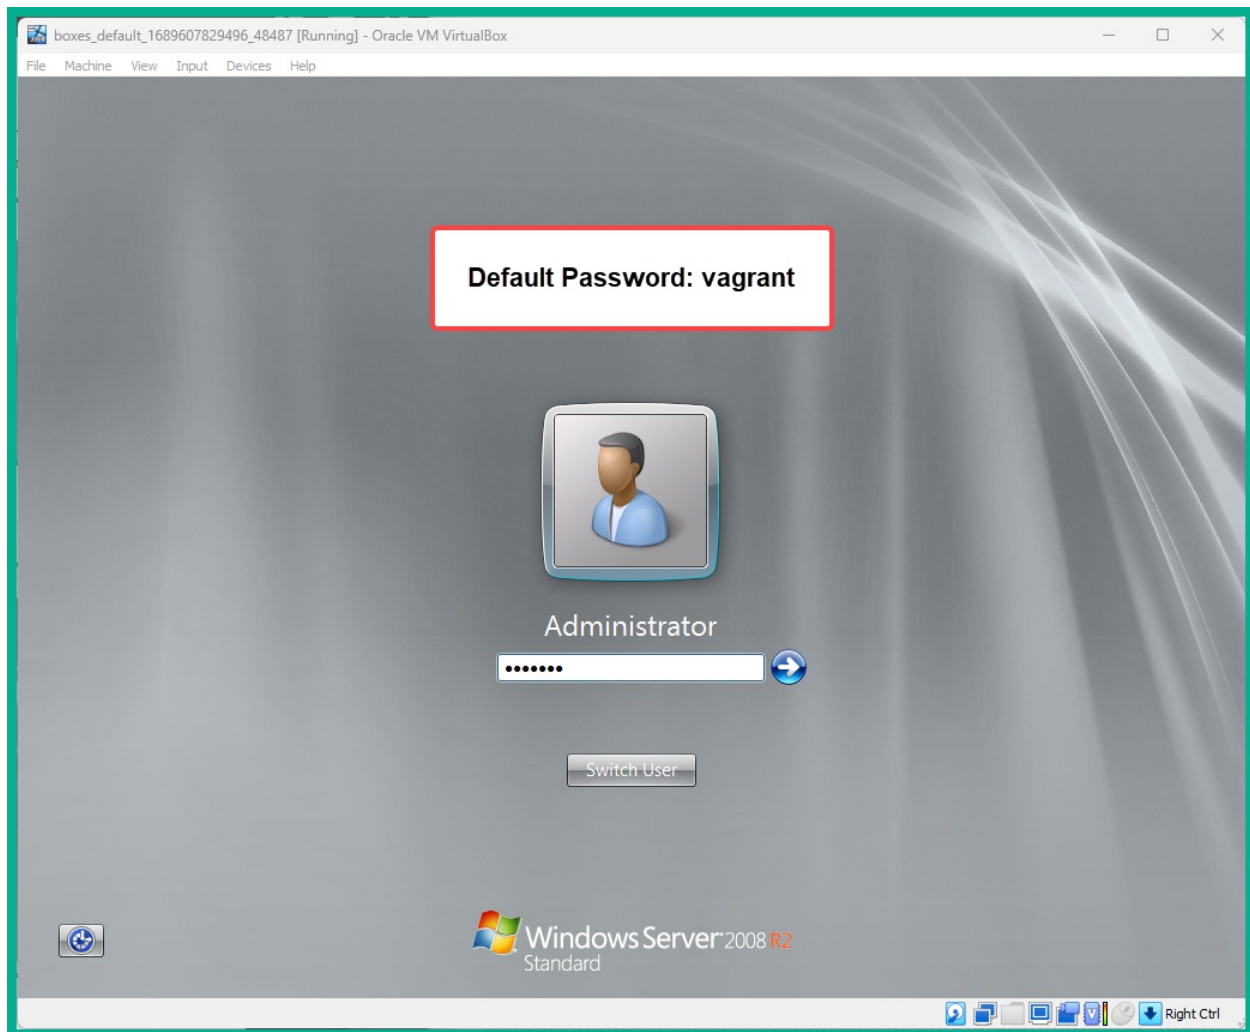 boxes_default_1689607829496_48487 [Running] - Oracle VM VirtualBox
File Machine View Input Devices Help
Default Password: vagrant
Administrator
•••••••
Switch User
Windows Server 2008 R2
Standard
V
Right Ctrl